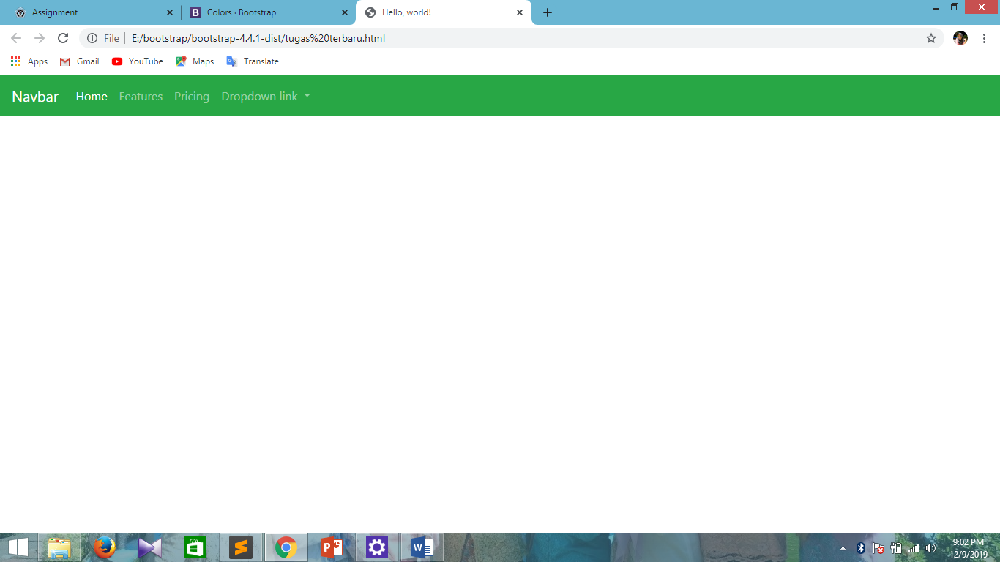 Assignment
Colors · Bootstrap
Hello, world!
File E:/bootstrap/bootstrap-4.4.1-dist/tugas%20terbaru.html
Apps Gmail YouTube Maps Translate
Navbar Home Features Pricing Dropdown link
9:02 PM
12/9/2019